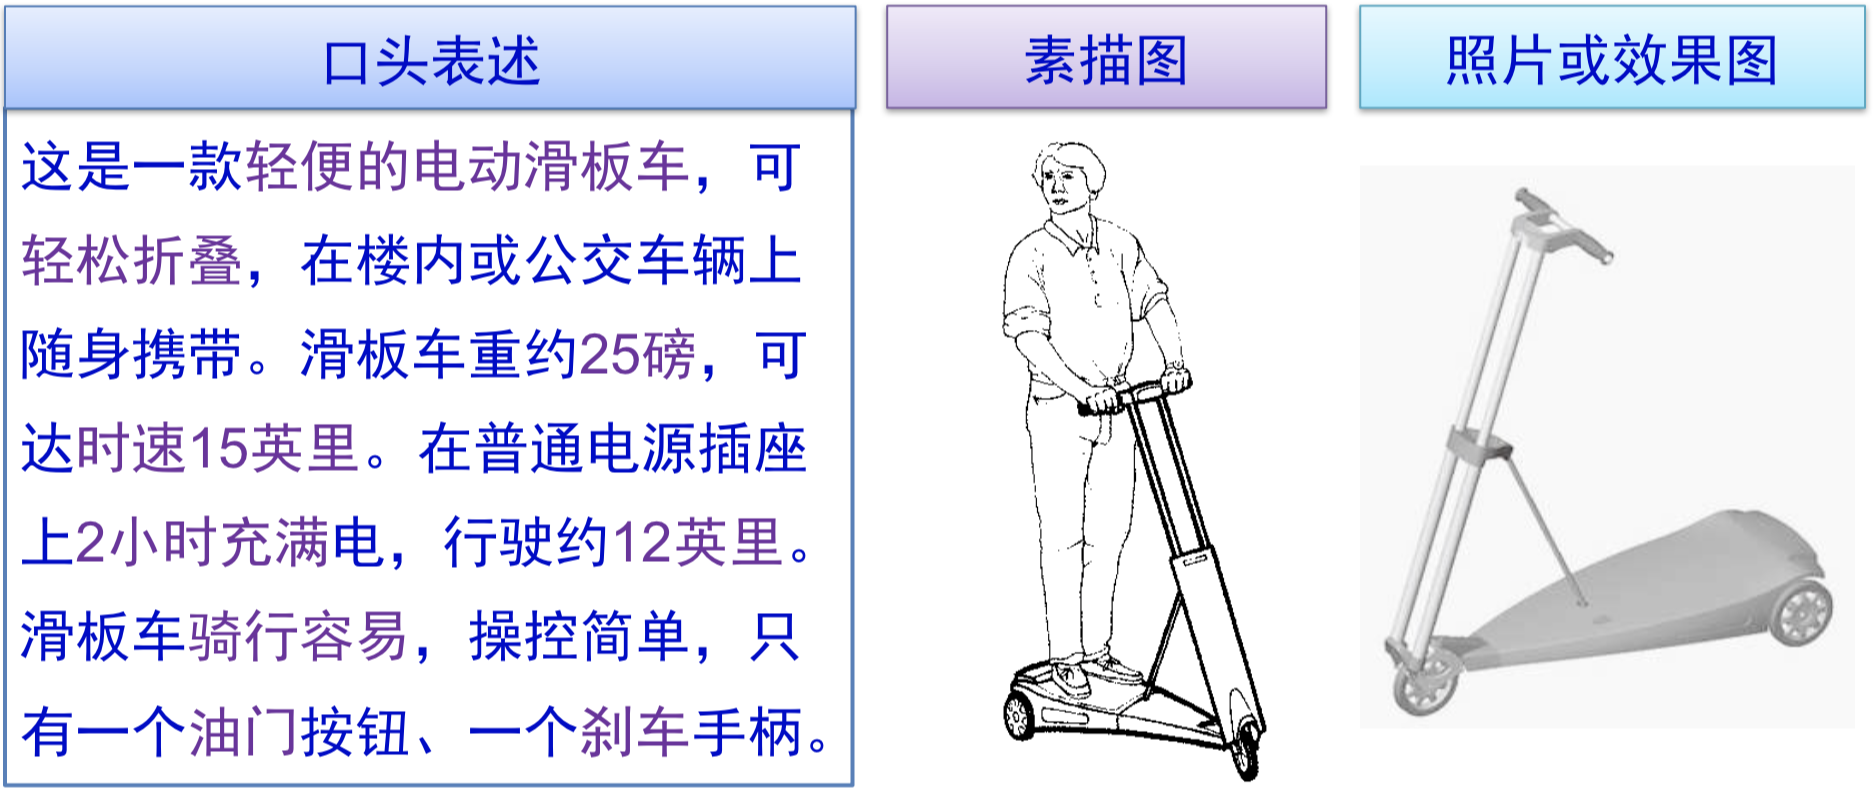 口头表述
素描图
照片或效果图
这是一款轻便的电动滑板车，可
轻松折叠，在楼内或公交车辆上
随身携带。滑板车重约25磅，可
达时速15英里。在普通电源插座
上2小时充满电，行驶约12英里。
滑板车骑行容易，操控简单，只
有一个油门按钮、一个刹车手柄。